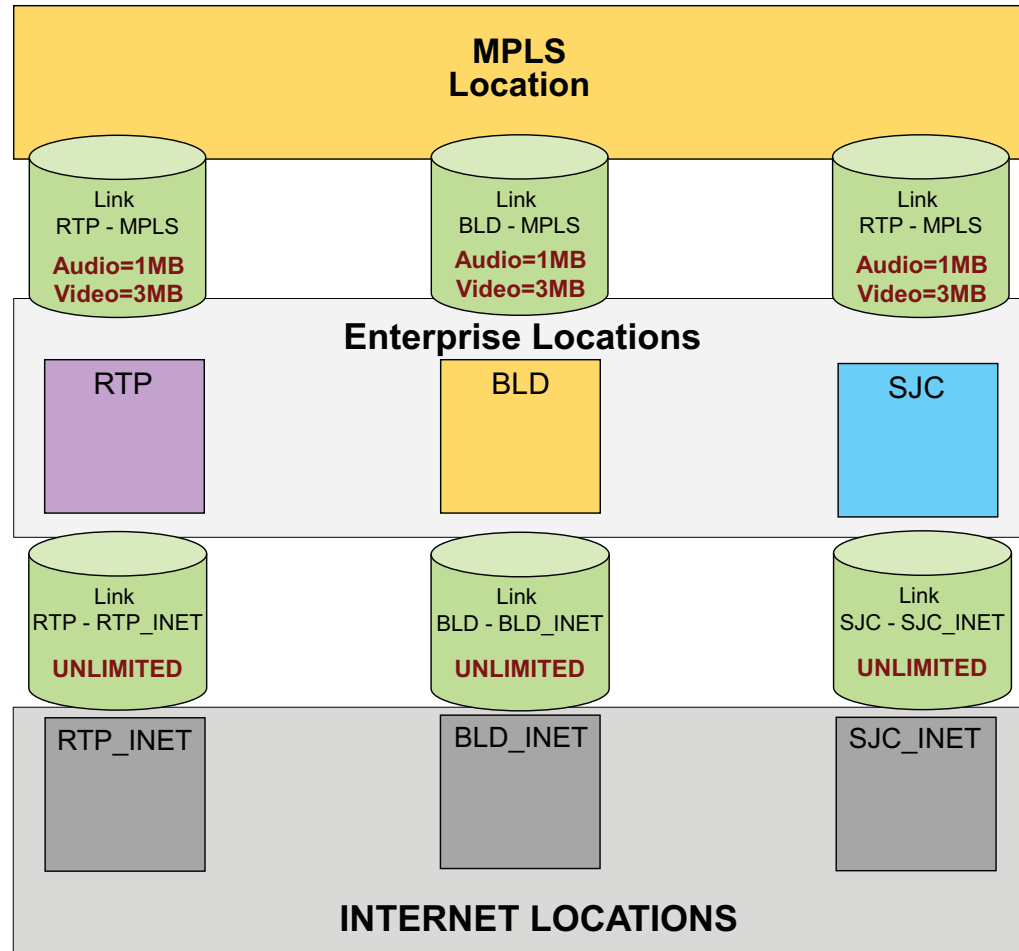 MPLS
Location
Link
RTP - MPLS
Audio=1MB
Video=3MB
Link
BLD - MPLS
Audio=1MB
Video=3MB
Link
RTP - MPLS
Audio=1MB
Video=3MB
Enterprise Locations
RTP
BLD
SJC
Link
RTP - RTP_INET
UNLIMITED
Link
BLD - BLD_INET
UNLIMITED
Link
SJC - SJC_INET
UNLIMITED
RTP_INET
BLD_INET
SJC_INET
INTERNET LOCATIONS